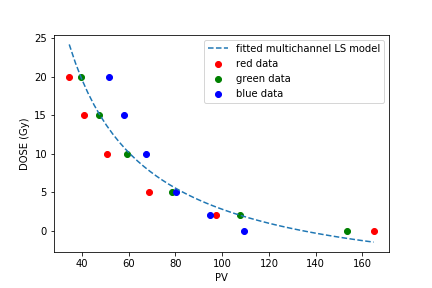 25
fitted multichannel LS model
red data
green data
blue data
20
15
10
5
0
DOSE (Gy)
40 60 80 100 120 140 160
PV